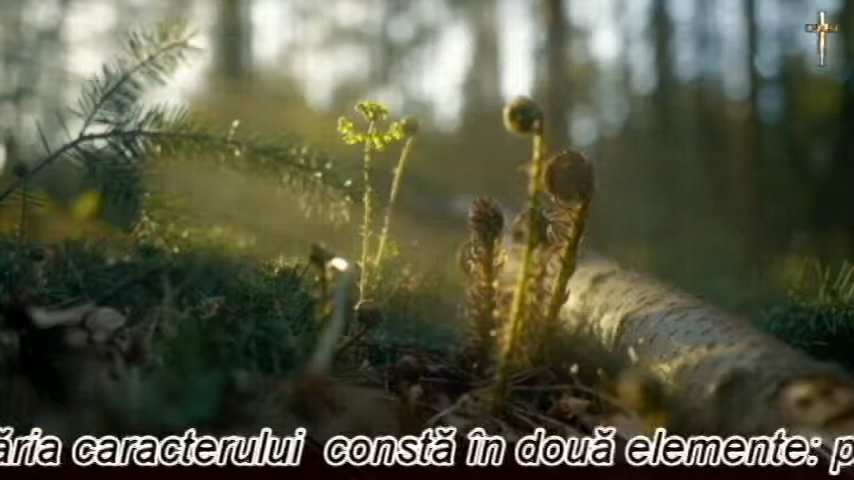 ăria caracterului constă în două elemente: p